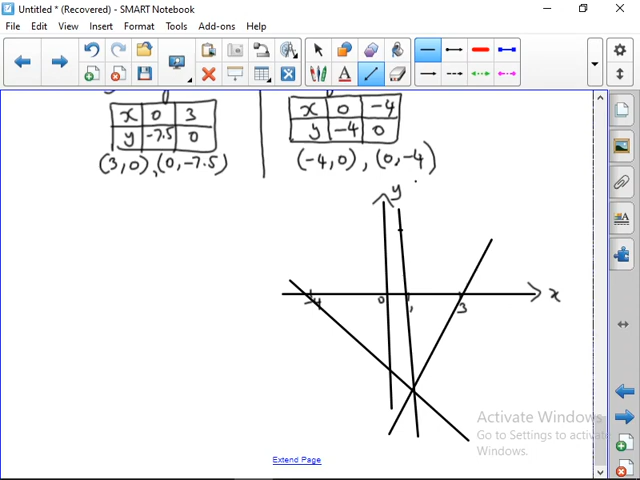 Untitled * (Recovered) - SMART Notebook
File Edit View Insert Format Tools Add-ons Help
x 0 3
y -7.5 0
(3,0),(0,-7.5)
x 0 -4
y -4 0
(-4,0), (0,-4)
y
-4 0 1 3 x
Activate Windows
Go to Settings to activate
Windows.
Extend Page